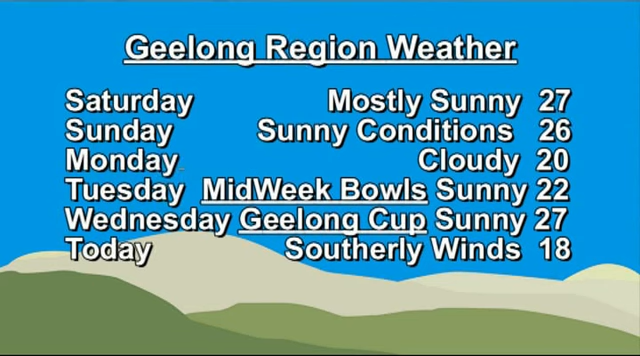 Geelong Region Weather
Saturday Mostly Sunny 27
Sunday Sunny Conditions 26
Monday Cloudy 20
Tuesday MidWeek Bowls Sunny 22
Wednesday Geelong Cup Sunny 27
Today Southerly Winds 18